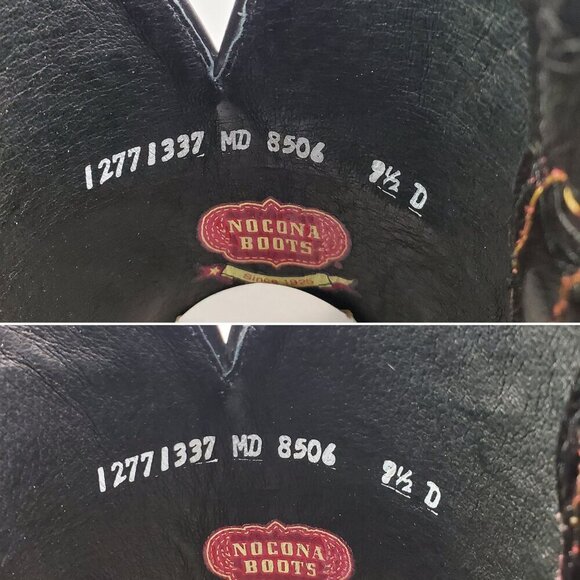 12771337 MD 8506 9½ D
NOCONA
BOOTS
Since 1925
12771337 MD 8506 9½ D
NOCONA
BOOTS